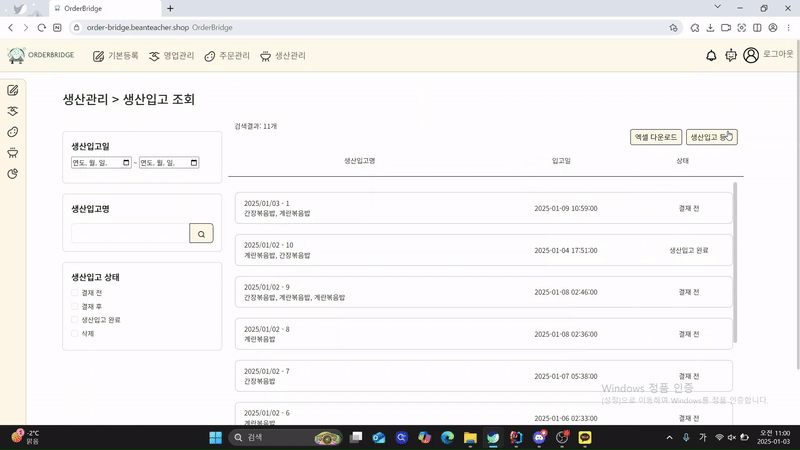 OrderBridge
order-bridge.beanteacher.shop OrderBridge
ORDERBRIDGE 기본등록 영업관리 주문관리 생산관리 로그아웃
생산관리 > 생산입고 조회
검색결과: 11개
엑셀 다운로드 생산입고 등
생산입고일
연도. 월. 일. ~ 연도. 월. 일.
생산입고명
생산입고 상태
결재 전
결재 후
생산입고 완료
삭제
생산입고명 입고일 상태
2025/01/03 - 1
간장볶음밥, 계란볶음밥 2025-01-09 10:59:00 결재 전
2025/01/02 - 10
계란볶음밥, 간장볶음밥 2025-01-04 17:51:00 생산입고 완료
2025/01/02 - 9
간장볶음밥, 계란볶음밥, 계란볶음밥 2025-01-08 02:46:00 결재 전
2025/01/02 - 8
계란볶음밥 2025-01-08 02:36:00 결재 전
2025/01/02 - 7
간장볶음밥 2025-01-07 05:38:00 결재 전
2025/01/02 - 6
계란볶음밥 2025-01-06 02:33:00 결재 전
Windows 정품 인증
[설정]으로 이동하여 Windows를 정품 인증합니다.
-2°C
맑음
검색
가
오전 11:00
2025-01-03